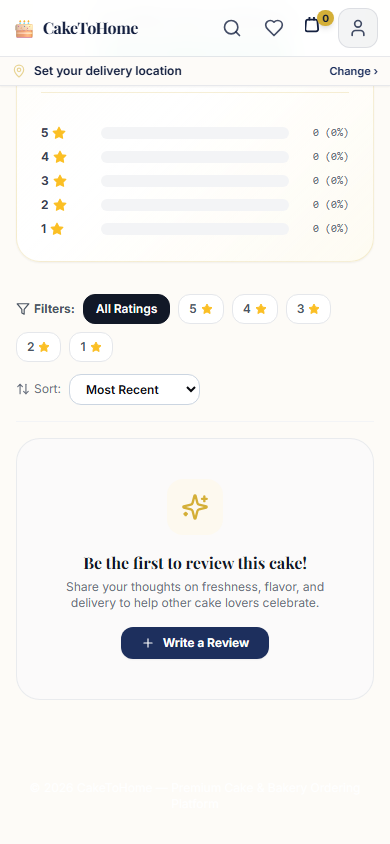 CakeToHome
0
Set your delivery location
Change ›
5
0 (0%)
4
0 (0%)
3
0 (0%)
2
0 (0%)
1
0 (0%)
Filters:
All Ratings
5
4
3
2
1
Sort:
Most Recent
Be the first to review this cake!
Share your thoughts on freshness, flavor, and
delivery to help other cake lovers celebrate.
+ Write a Review